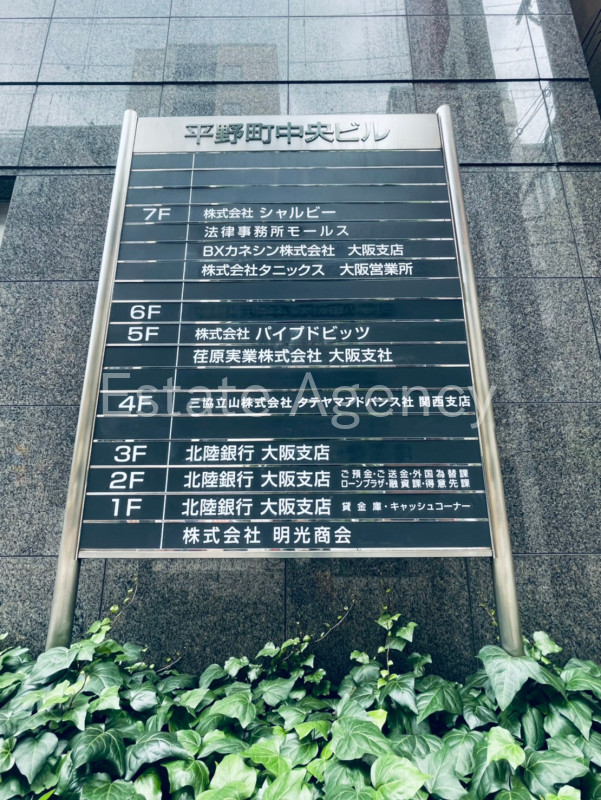 平野町中央ビル
7F 株式会社 シャルビー
法律事務所モールス
BXカネシン株式会社 大阪支店
株式会社タニックス 大阪営業所
6F
5F 株式会社 パイプドビッツ
荏原実業株式会社 大阪支社
Estate Agency
4F 三協立山株式会社 タテヤマアドバンス社 関西支店
3F 北陸銀行 大阪支店
2F 北陸銀行 大阪支店 ご預金・ご送金・外国為替課
ローンプラザ・融資課・得意先課
1F 北陸銀行 大阪支店 貸金庫・キャッシュコーナー
株式会社 明光商会